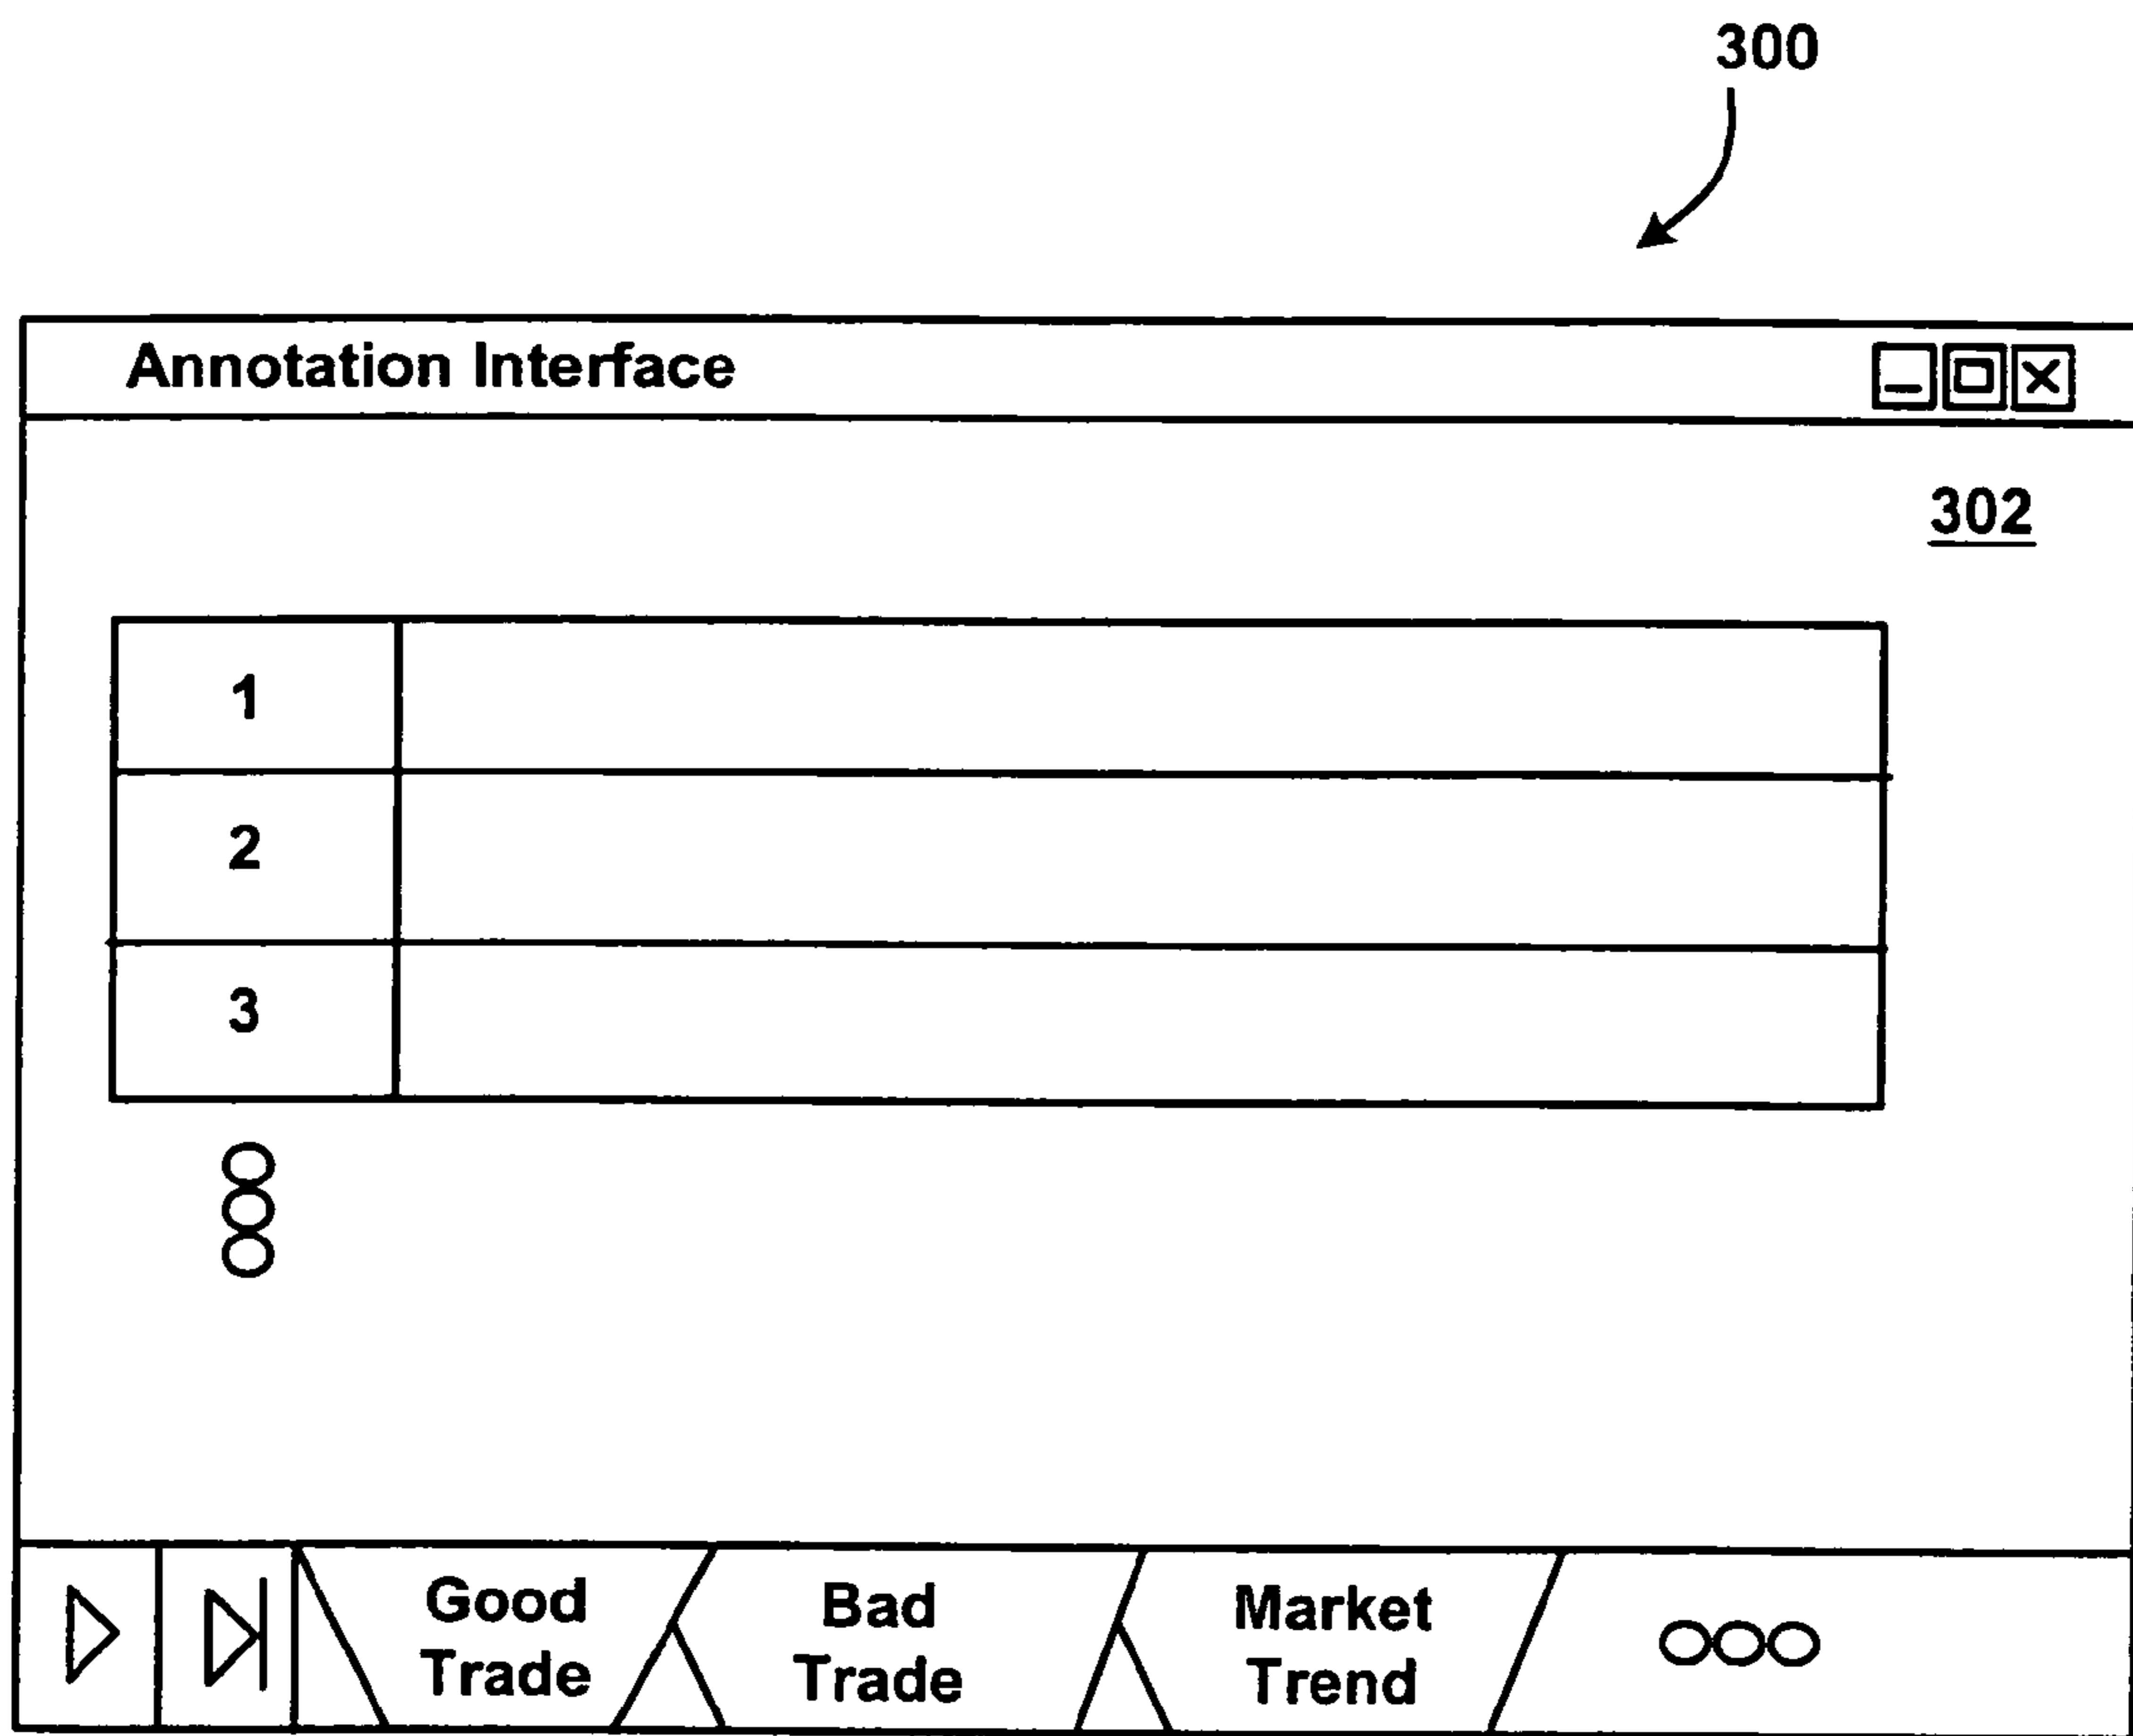 300
Annotation Interface
302
1
2
3
Good Trade
Bad Trade
Market Trend